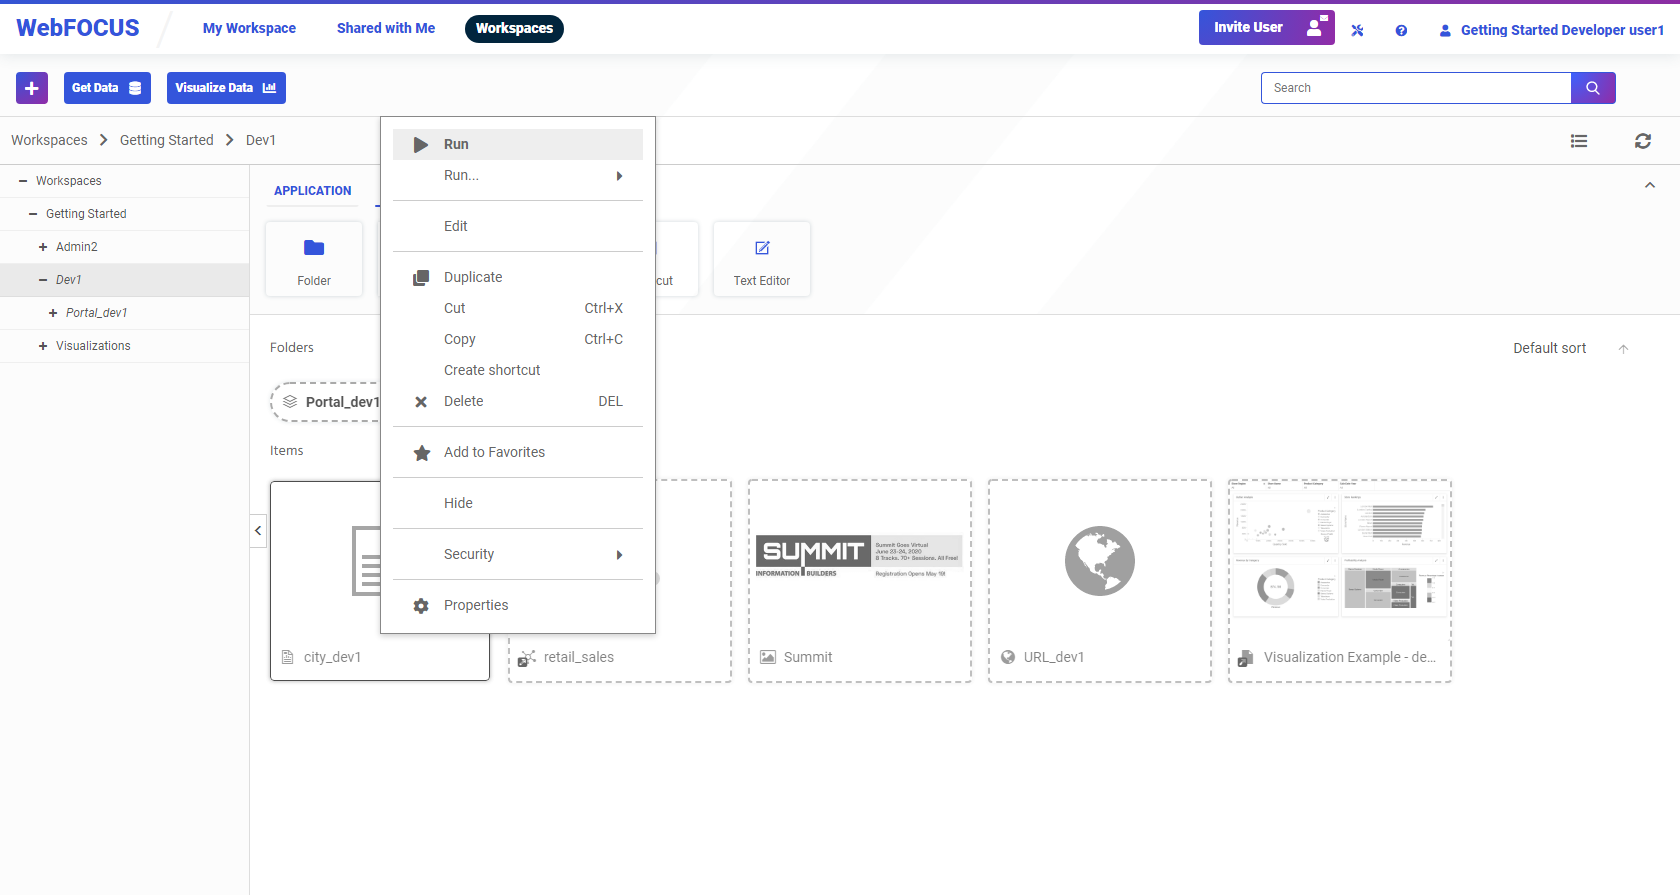 WebFOCUS
My Workspace
Shared with Me
Workspaces
Invite User
Getting Started Developer user1
Get Data
Visualize Data
Search
Workspaces
Getting Started
Dev1
Workspaces
Getting Started
Admin2
Dev1
Portal_dev1
Visualizations
APPLICATION
Folder
cut
Text Editor
Run
Run...
Edit
Duplicate
Cut Ctrl+X
Copy Ctrl+C
Create shortcut
Delete DEL
Add to Favorites
Hide
Security
Properties
Folders
Default sort
Portal_dev1
Items
SUMMIT
INFORMATION BUILDERS
Summit Goes Virtual
June 23-24, 2020
8 Tracks. 70+ Sessions. All Free!
Registration Opens May 19!
city_dev1
retail_sales
Summit
URL_dev1
Visualization Example - de...